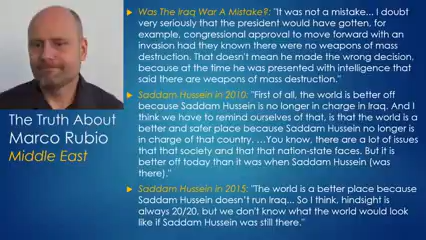 Was The Iraq War A Mistake?: "It was not a mistake... I doubt
very seriously that the president would have gotten, for
example, congressional approval to move forward with an
invasion had they known there were no weapons of mass
destruction. That doesn't mean he made the wrong decision,
because at the time he was presented with intelligence that
said there are weapons of mass destruction."
Saddam Hussein in 2010: "First of all, the world is better off
because Saddam Hussein is no longer in charge in Iraq. And I
think we have to remind ourselves of that, is that the world is a
better and safer place because Saddam Hussein no longer is
in charge of that country. …You know, there are a lot of issues
that that society and that that nation-state faces. But it is
better off today than it was when Saddam Hussein (was
there)."
Saddam Hussein in 2015: "The world is a better place because
Saddam Hussein doesn't run Iraq... So I think, hindsight is
always 20/20, but we don't know what the world would look
like if Saddam Hussein was still there."
The Truth About
Marco Rubio
Middle East